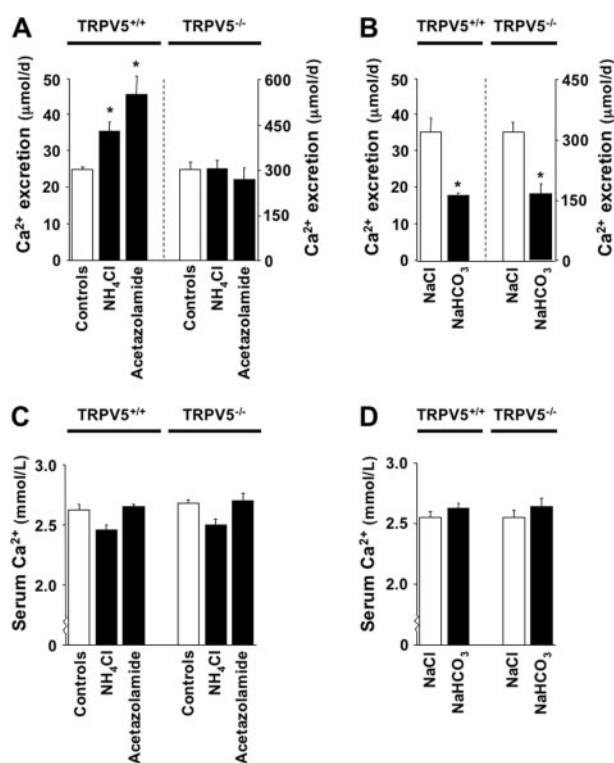 A
TRPV5+/+
TRPV5-/-
Ca2+ excretion (μmol/d)
50
40
30
20
10
0
600
450
300
150
0
Ca2+ excretion (μmol/d)
Controls
NH4Cl
Acetazolamide
Controls
NH4Cl
Acetazolamide
*
*
B
TRPV5+/+
TRPV5-/-
Ca2+ excretion (μmol/d)
50
40
30
20
10
0
450
300
150
0
Ca2+ excretion (μmol/d)
NaCl
NaHCO3
NaCl
NaHCO3
*
*
C
TRPV5+/+
TRPV5-/-
Serum Ca2+ (mmol/L)
3.0
2.5
2.0
0
Controls
NH4Cl
Acetazolamide
Controls
NH4Cl
Acetazolamide
D
TRPV5+/+
TRPV5-/-
Serum Ca2+ (mmol/L)
3.0
2.5
2.0
0
NaCl
NaHCO3
NaCl
NaHCO3